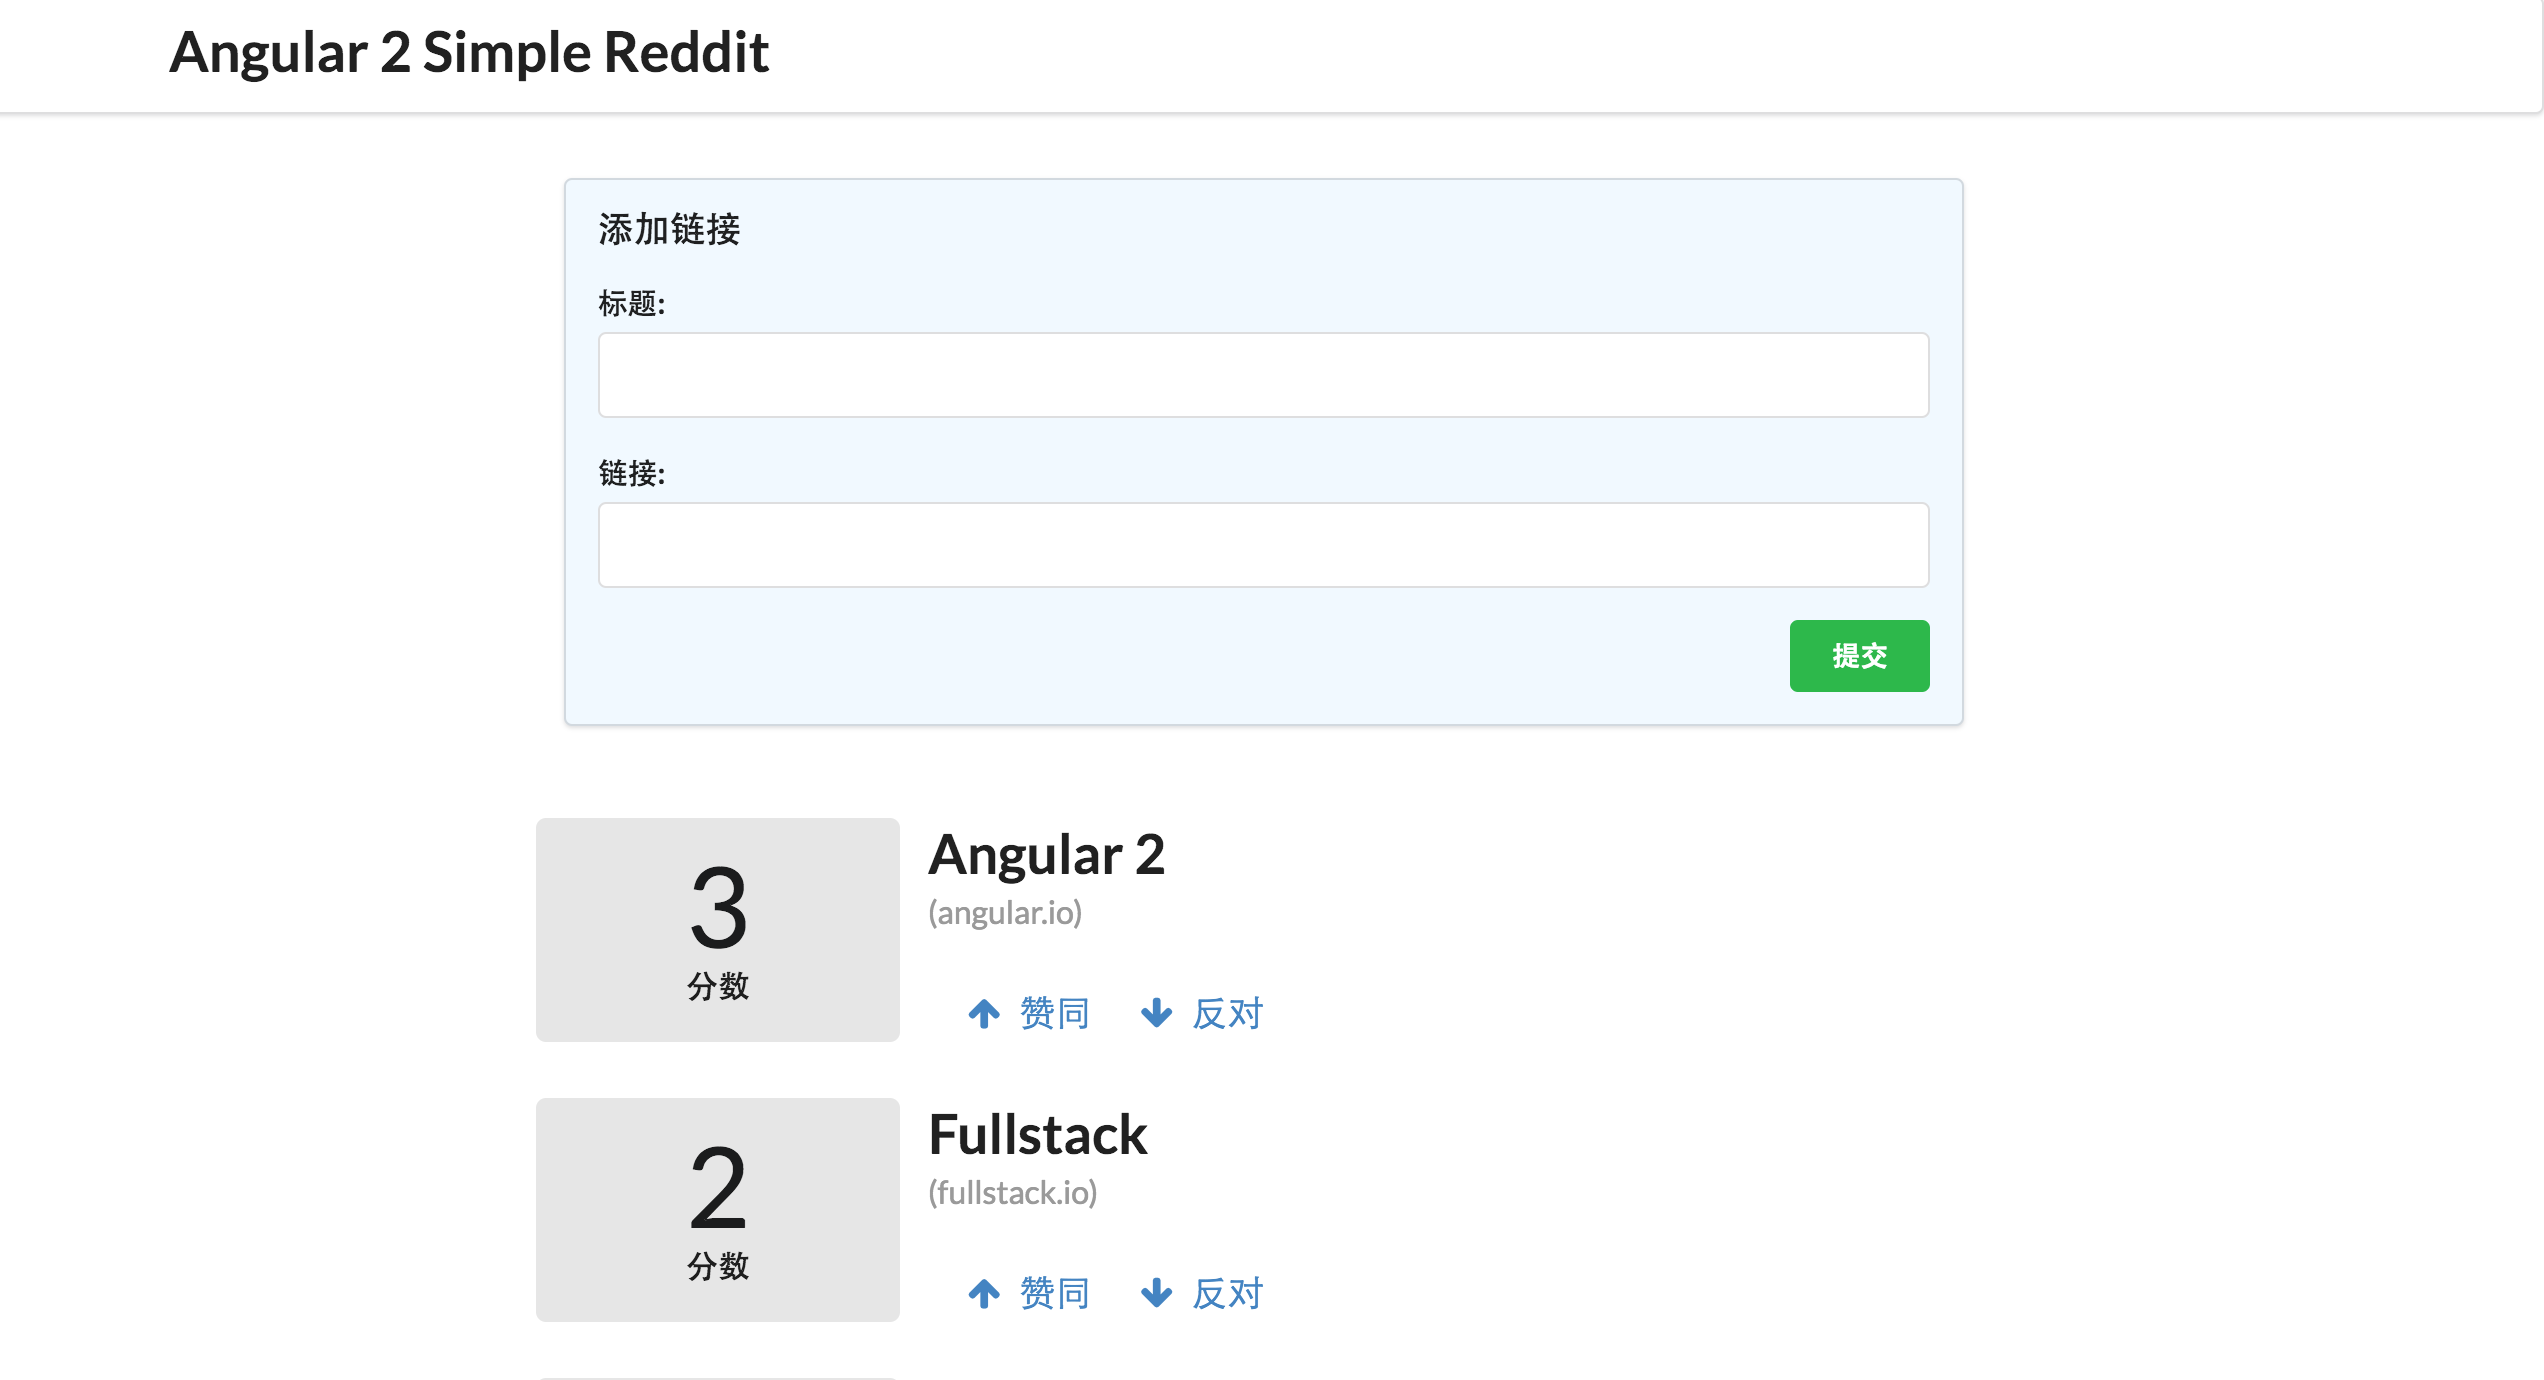 Angular 2 Simple Reddit
添加链接
标题:
链接:
提交
3
分数
Angular 2
(angular.io)
赞同 反对
2
分数
Fullstack
(fullstack.io)
赞同 反对